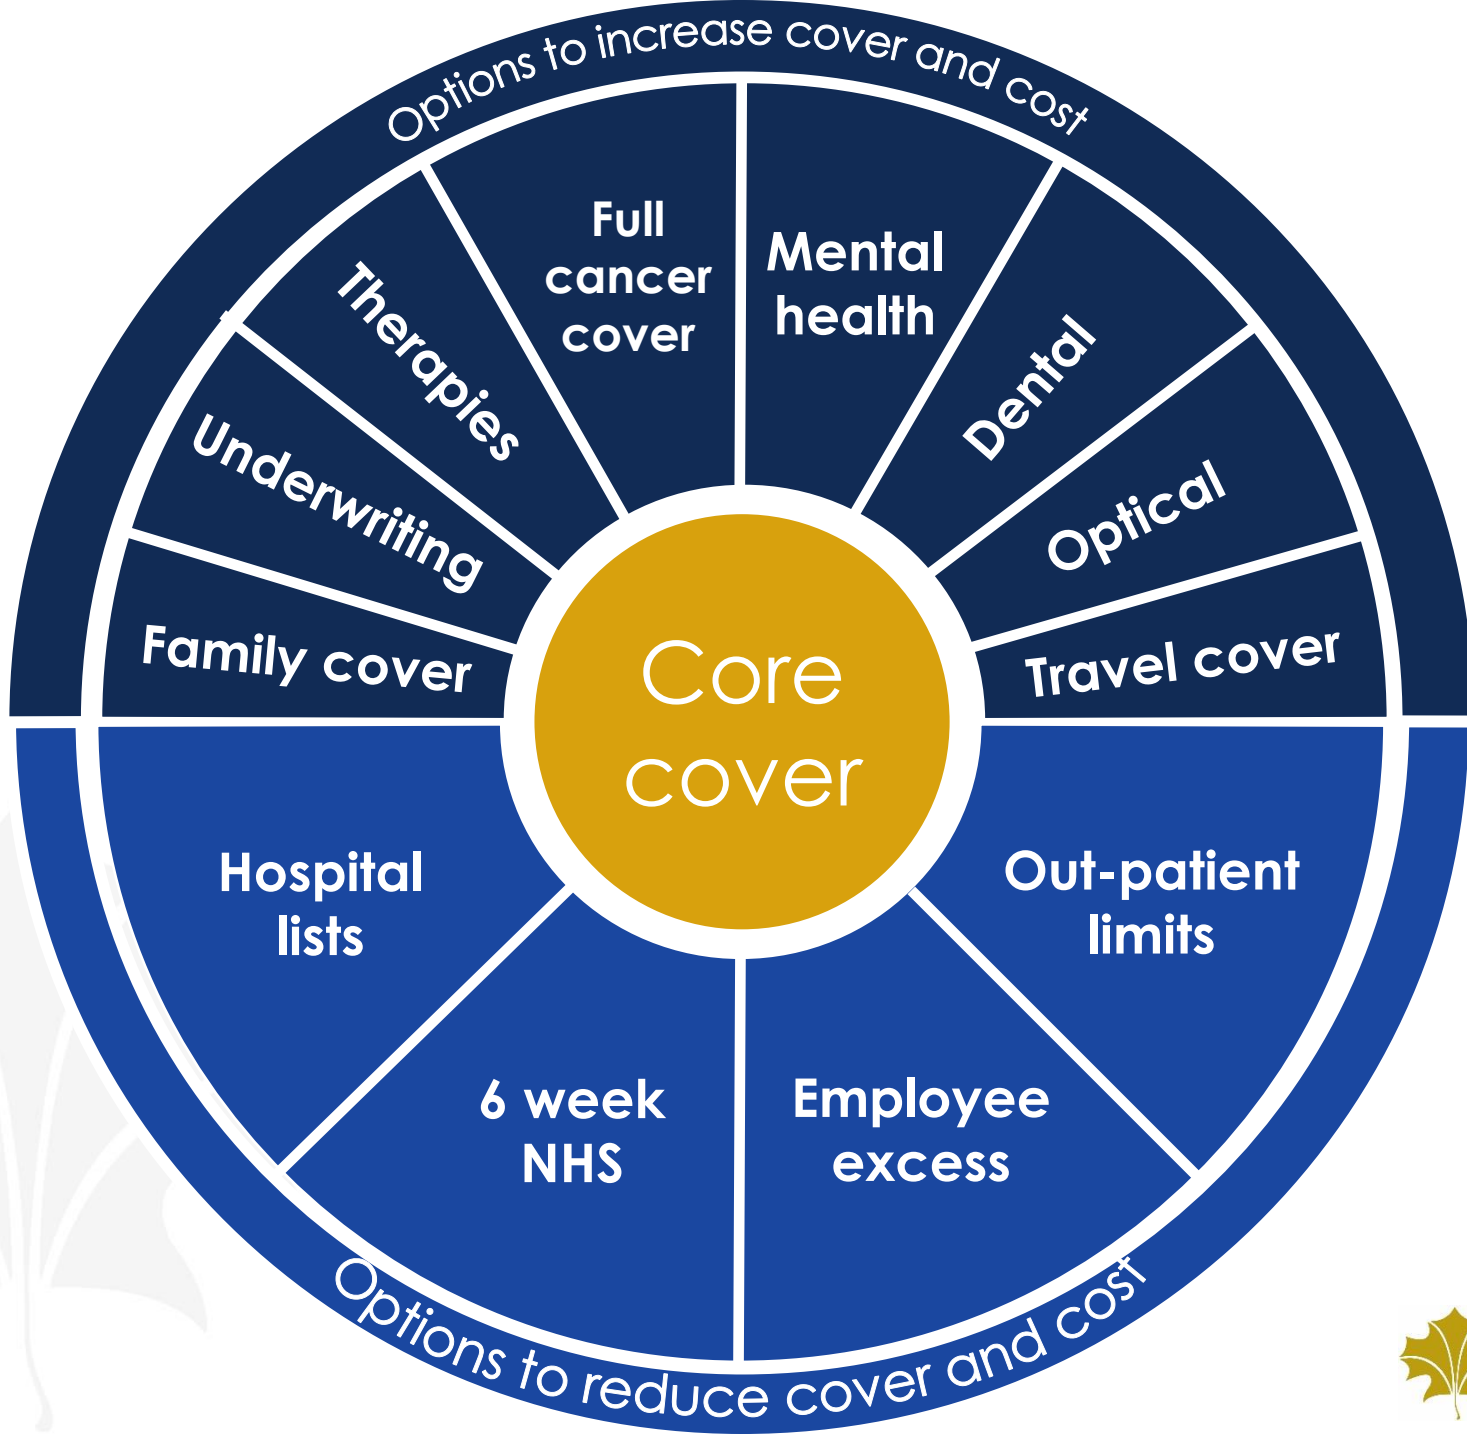 Options to increase cover and cost
Full
cancer
cover
Mental
health
Therapies
Dental
Underwriting
Optical
Family cover
Travel cover
Core
cover
Hospital
lists
Out-patient
limits
6 week
NHS
Employee
excess
Options to reduce cover and cost